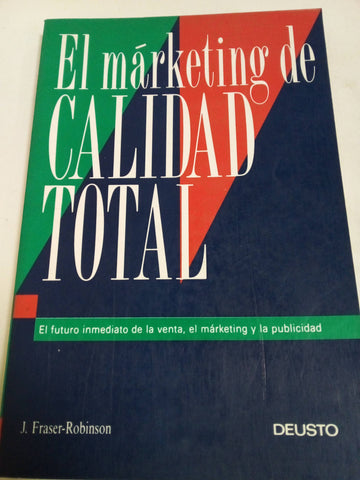 El márketing de
CALIDAD
TOTAL
El futuro inmediato de la venta, el márketing y la publicidad
J. Fraser-Robinson
DEUSTO